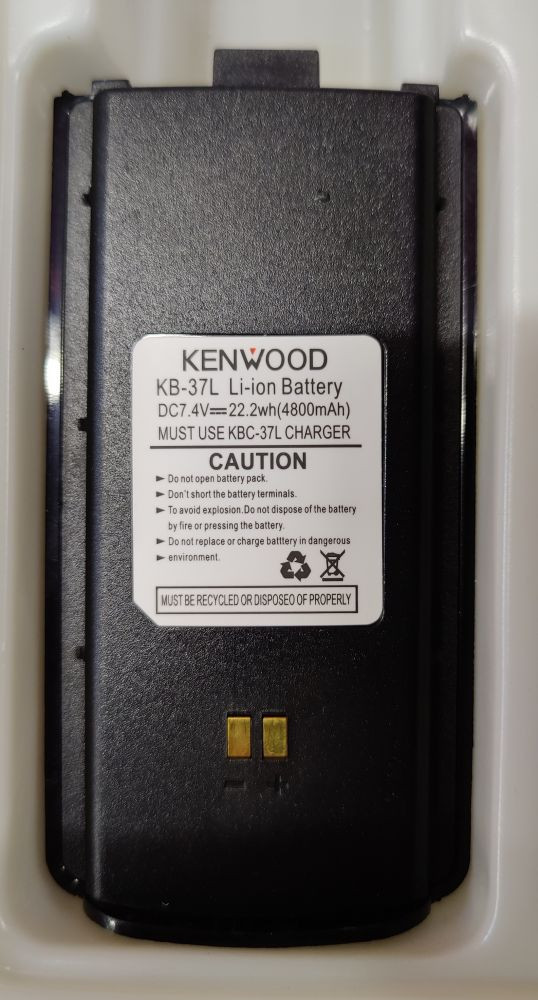 KENWOOD
KB-37L Li-ion Battery
DC7.4V⎓22.2wh(4800mAh)
MUST USE KBC-37L CHARGER
CAUTION
► Do not open battery pack.
► Don't short the battery terminals.
► To avoid explosion.Do not dispose of the battery
by fire or pressing the battery.
► Do not replace or charge batttery in dangerous
► environment.
MUST BE RECYCLED OR DISPOSEO OF PROPERLY
− +